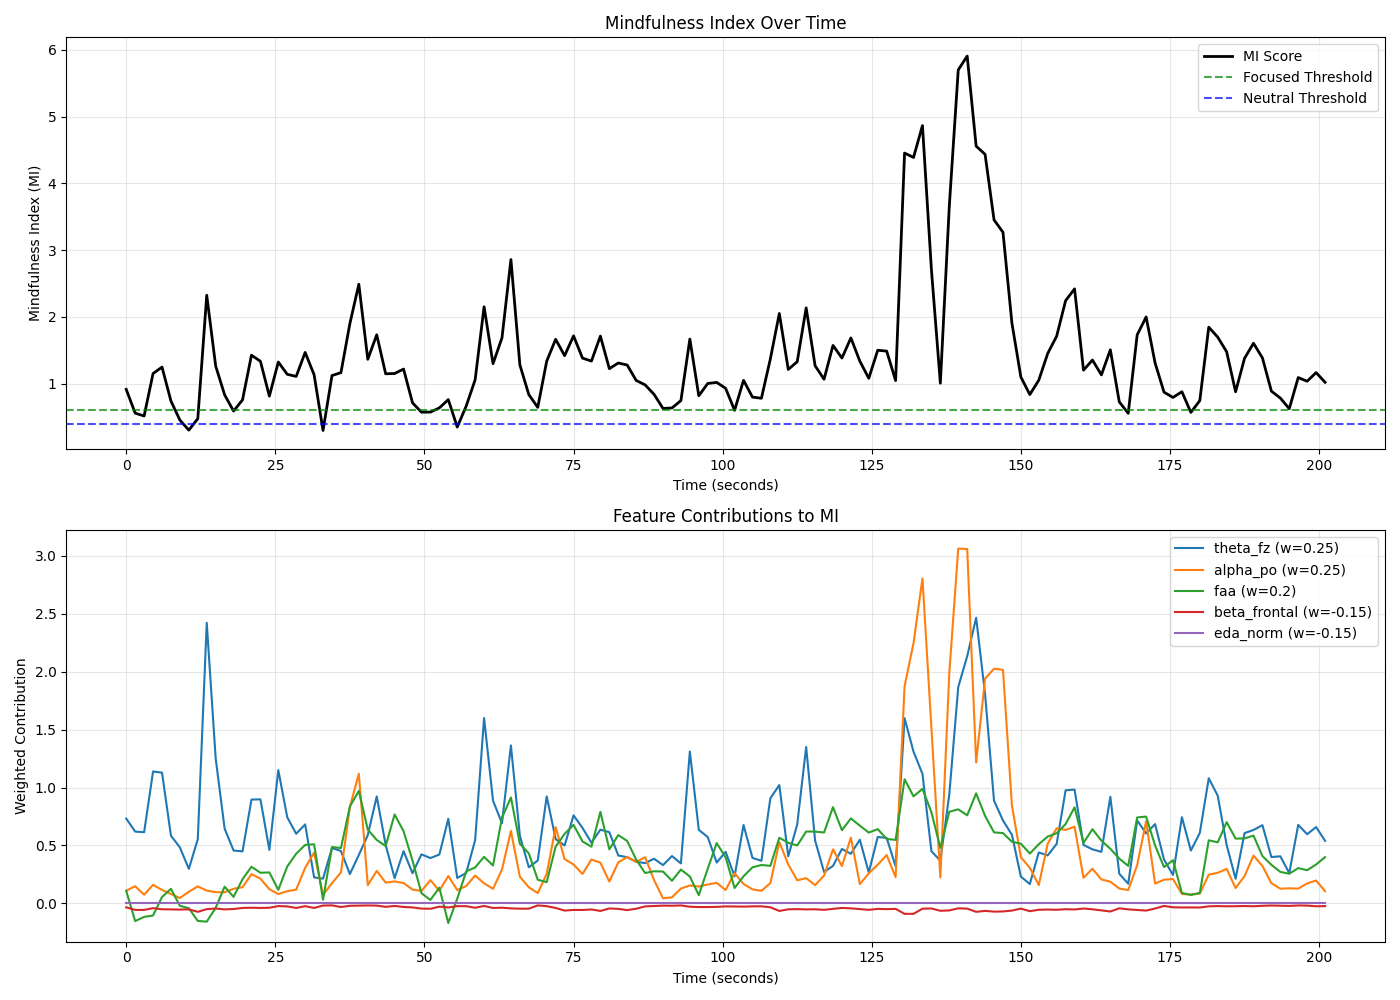 Mindfulness Index Over Time
Mindfulness Index (MI)
6
5
4
3
2
1
MI Score
Focused Threshold
Neutral Threshold
0 25 50 75 100 125 150 175 200
Time (seconds)
Feature Contributions to MI
Weighted Contribution
3.0
2.5
2.0
1.5
1.0
0.5
0.0
theta_fz (w=0.25)
alpha_po (w=0.25)
faa (w=0.2)
beta_frontal (w=-0.15)
eda_norm (w=-0.15)
0 25 50 75 100 125 150 175 200
Time (seconds)